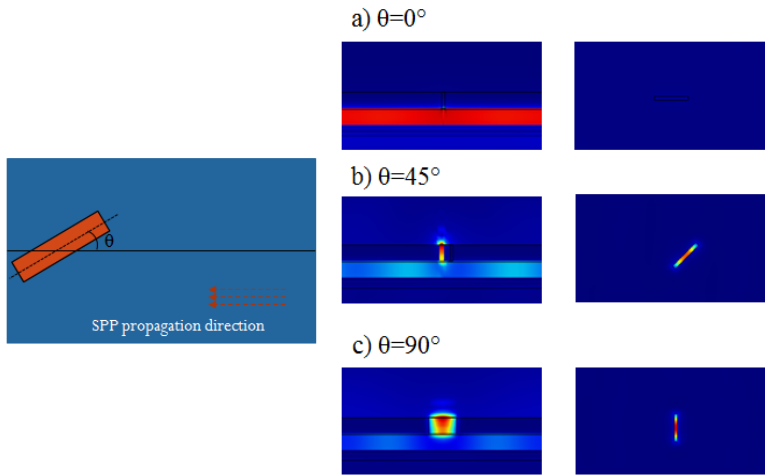 a) θ=0°
b) θ=45°
θ
SPP propagation direction
c) θ=90°